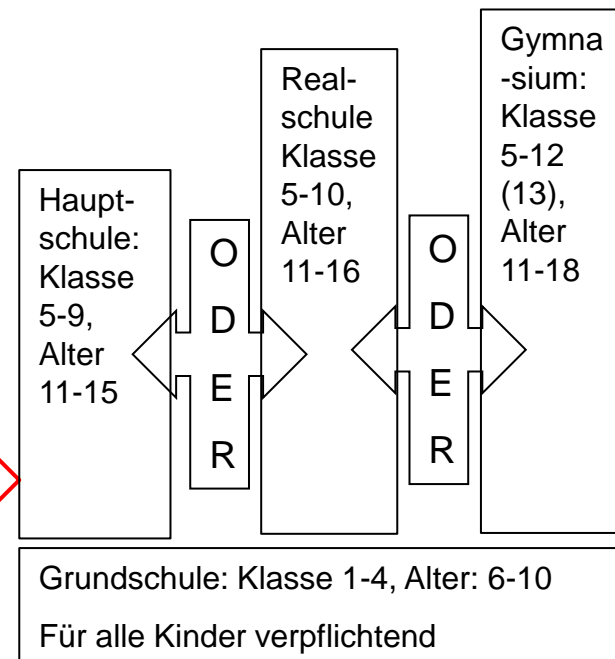 Haupt-
schule:
Klasse
5-9,
Alter
11-15
O
D
E
R
Real-
schule
Klasse
5-10,
Alter
11-16
O
D
E
R
Gymna
-sium:
Klasse
5-12
(13),
Alter
11-18
Grundschule: Klasse 1-4, Alter: 6-10
Für alle Kinder verpflichtend